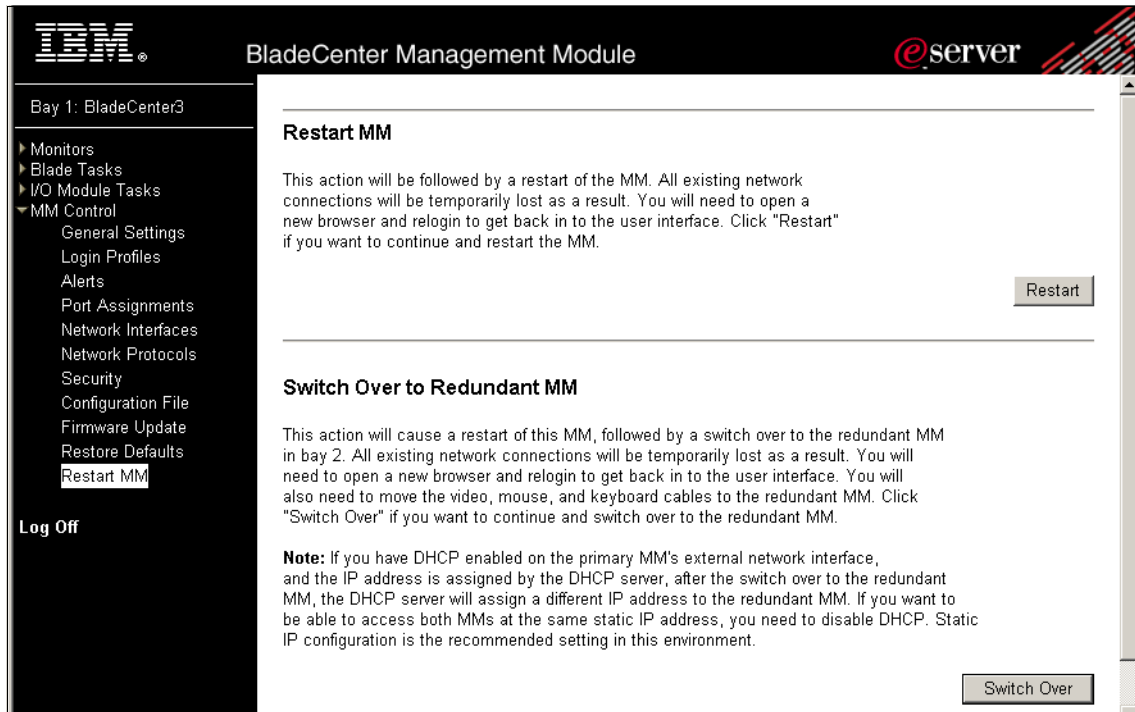 IBM®
BladeCenter Management Module
eserver
Bay 1: BladeCenter3
Monitors
Blade Tasks
I/O Module Tasks
MM Control
General Settings
Login Profiles
Alerts
Port Assignments
Network Interfaces
Network Protocols
Security
Configuration File
Firmware Update
Restore Defaults
Restart MM
Log Off
Restart MM
This action will be followed by a restart of the MM. All existing network
connections will be temporarily lost as a result. You will need to open a
new browser and relogin to get back in to the user interface. Click "Restart"
if you want to continue and restart the MM.
Restart
Switch Over to Redundant MM
This action will cause a restart of this MM, followed by a switch over to the redundant MM
in bay 2. All existing network connections will be temporarily lost as a result. You will
need to open a new browser and relogin to get back in to the user interface. You will
also need to move the video, mouse, and keyboard cables to the redundant MM. Click
"Switch Over" if you want to continue and switch over to the redundant MM.
Note: If you have DHCP enabled on the primary MM's external network interface,
and the IP address is assigned by the DHCP server, after the switch over to the redundant
MM, the DHCP server will assign a different IP address to the redundant MM. If you want to
be able to access both MMs at the same static IP address, you need to disable DHCP. Static
IP configuration is the recommended setting in this environment.
Switch Over